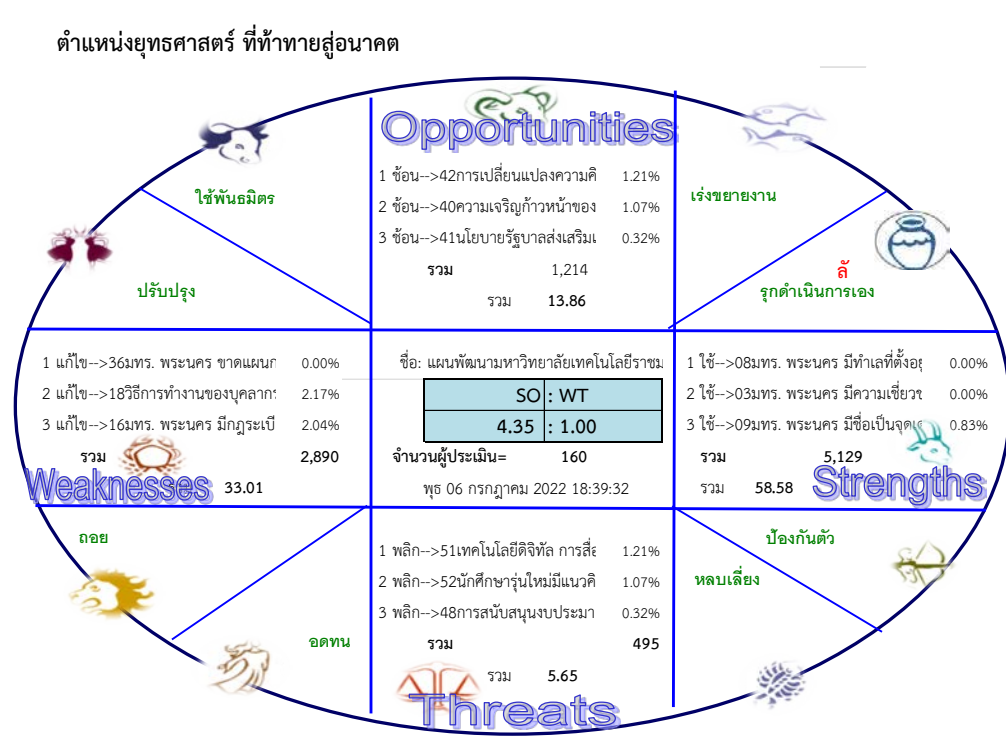 ตำแหน่งยุทธศาสตร์ ที่ท้าทายสู่อนาคต
Opportunities
1 ช้อน-->42การเปลี่ยนแปลงความคิ 1.21%
2 ช้อน-->40ความเจริญก้าวหน้าของ 1.07%
3 ช้อน-->41นโยบายรัฐบาลส่งเสริมเ 0.32%
รวม 1,214
รวม 13.86
ใช้พันธมิตร
ปรับปรุง
เร่งขยายงาน
ลั
รุกดำเนินการเอง
1 แก้ไข-->36มทร. พระนคร ขาดแผนก 0.00%
2 แก้ไข-->18วิธีการทำงานของบุคลาก 2.17%
3 แก้ไข-->16มทร. พระนคร มีกฎระเบี 2.04%
รวม 2,890
Weaknesses 33.01
ชื่อ: แผนพัฒนามหาวิทยาลัยเทคโนโลยีราชม
SO : WT
4.35 : 1.00
จำนวนผู้ประเมิน= 160
พุธ 06 กรกฎาคม 2022 18:39:32
1 ใช้-->08มทร. พระนคร มีทำเลที่ตั้งอยุ 0.00%
2 ใช้-->03มทร. พระนคร มีความเชี่ยวข 0.00%
3 ใช้-->09มทร. พระนคร มีชื่อเป็นจุดเ 0.83%
รวม 5,129
รวม 58.58 Strengths
ถอย
อดทน
1 พลิก-->51เทคโนโลยีดิจิทัล การสื่อ 1.21%
2 พลิก-->52นักศึกษารุ่นใหม่มีแนวคิ 1.07%
3 พลิก-->48การสนับสนุนงบประมา 0.32%
รวม 495
รวม 5.65
Threats
ป้องกันตัว
หลบเลี่ยง